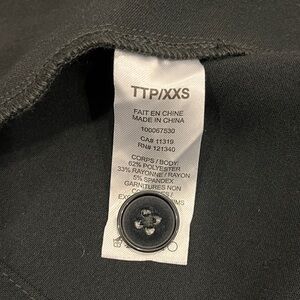 TTP/XXS
FAIT EN CHINE
MADE IN CHINA
100067530
CA# 11319
RN# 121340
CORPS / BODY:
62% POLYESTER
33% RAYONNE / RAYON
5% SPANDEX
GARNITURES NON